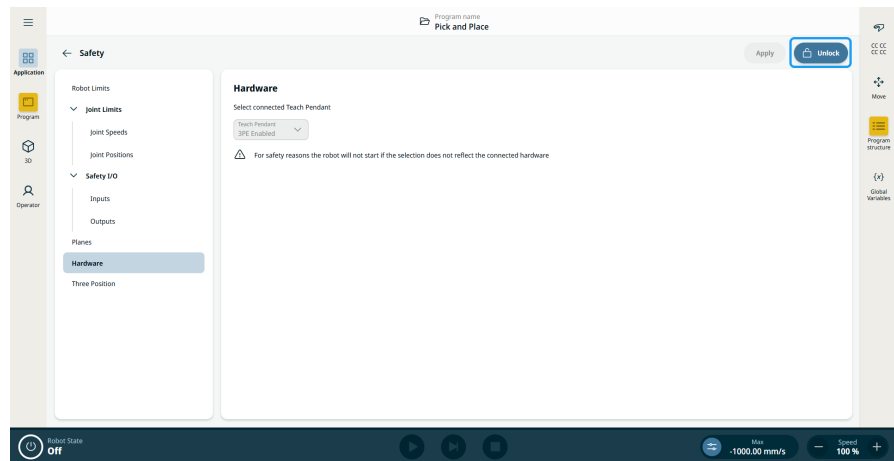 Program name
Pick and Place
Application
Program
3D
Operator
Safety
Apply
Unlock
Robot Limits
Joint Limits
Joint Speeds
Joint Positions
Safety I/O
Inputs
Outputs
Planes
Hardware
Three Position
Hardware
Select connected Teach Pendant
Teach Pendant
3PE Enabled
For safety reasons the robot will not start if the selection does not reflect the connected hardware
CC CC
CC CC
Move
Program
structure
{x}
Global
Variables
Robot State
Off
Max
-1000.00 mm/s
Speed
100 %